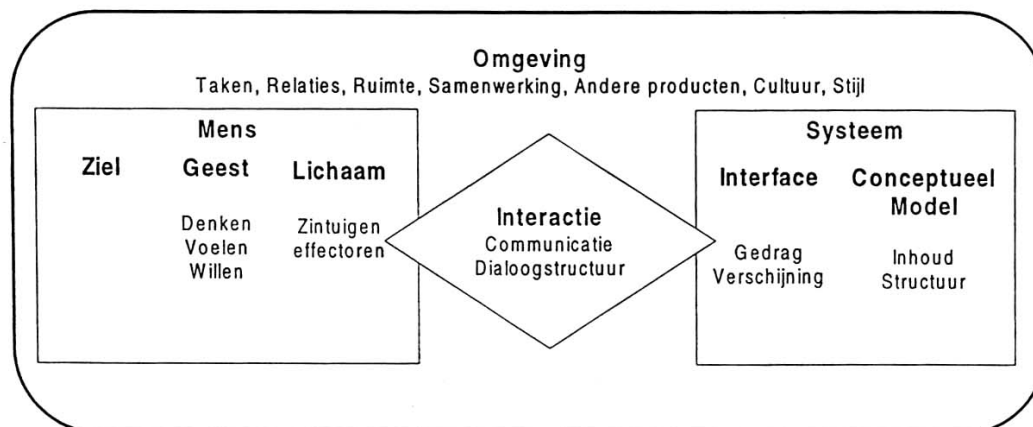 Omgeving
Taken, Relaties, Ruimte, Samenwerking, Andere producten, Cultuur, Stijl
Mens
Ziel
Geest
Lichaam
Denken
Voelen
Willen
Zintuigen
effectoren
Interactie
Communicatie
Dialoogstructuur
Systeem
Interface
Conceptueel
Model
Gedrag
Verschijning
Inhoud
Structuur